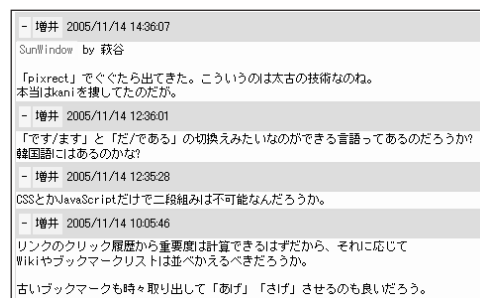 - 増井 2005/11/14 14:36:07
SunWindow by 萩谷
「pixrect」でぐぐたら出てきた。こういうのは太古の技術なのね。
本当はkaniを捜してたのだが。
- 増井 2005/11/14 12:36:01
「です/ます」と「だ/である」の切換えみたいなのができる言語ってあるのだろうか?
韓国語にはあるのかな?
- 増井 2005/11/14 12:35:28
CSSとかJavaScriptだけで二段組みは不可能なんだろうか。
- 増井 2005/11/14 10:05:46
リンクのクリック履歴から重要度は計算できるはずだから、それに応じて
Wikiやブックマークリストは並べかえるべきだろうか。
古いブックマークも時々取り出して「あげ」「さげ」させるのも良いだろう。